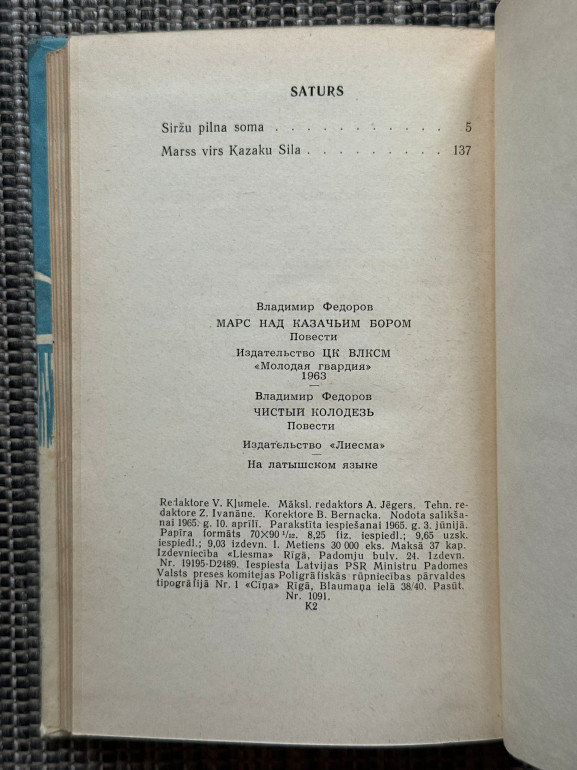 SATURS
Siržu pilna soma . . . . . . . . . . . 5
Marss virs Kazaku Sila . . . . . . . . . 137
Владимир Федоров
МАРС НАД КАЗАЧЬИМ БОРОМ
Повести
Издательство ЦК ВЛКСМ
«Молодая гвардия»
1963
—
Владимир Федоров
ЧИСТЫЙ КОЛОДЕЗЬ
Повести
Издательство «Лиесма»
—
На латышском языке
Redaktore V. Kļumele. Māksl. redaktors A. Jēgers. Tehn. re-
daktore Z. Ivanāne. Korektore B. Bernacka. Nodota salikša-
nai 1965. g. 10. aprīlī. Parakstīta iespiešanai 1965. g. 3. jūnijā.
Papīra formāts 70×90 1/32. 8,25 fiz. iespiedl.; 9,65 uzsk.
iespiedl.; 9,03 izdevn. l. Metiens 30 000 eks. Maksā 37 kap.
Izdevniecība «Liesma» Rīgā, Padomju bulv. 24. Izdevn.
Nr. 19195-D2489. Iespiesta Latvijas PSR Ministru Padomes
Valsts preses komitejas Poligrāfiskās rūpniecības pārvaldes
tipogrāfijā Nr. 1 «Cīņa» Rīgā, Blaumaņa ielā 38/40. Pasūt.
Nr. 1091.
K2